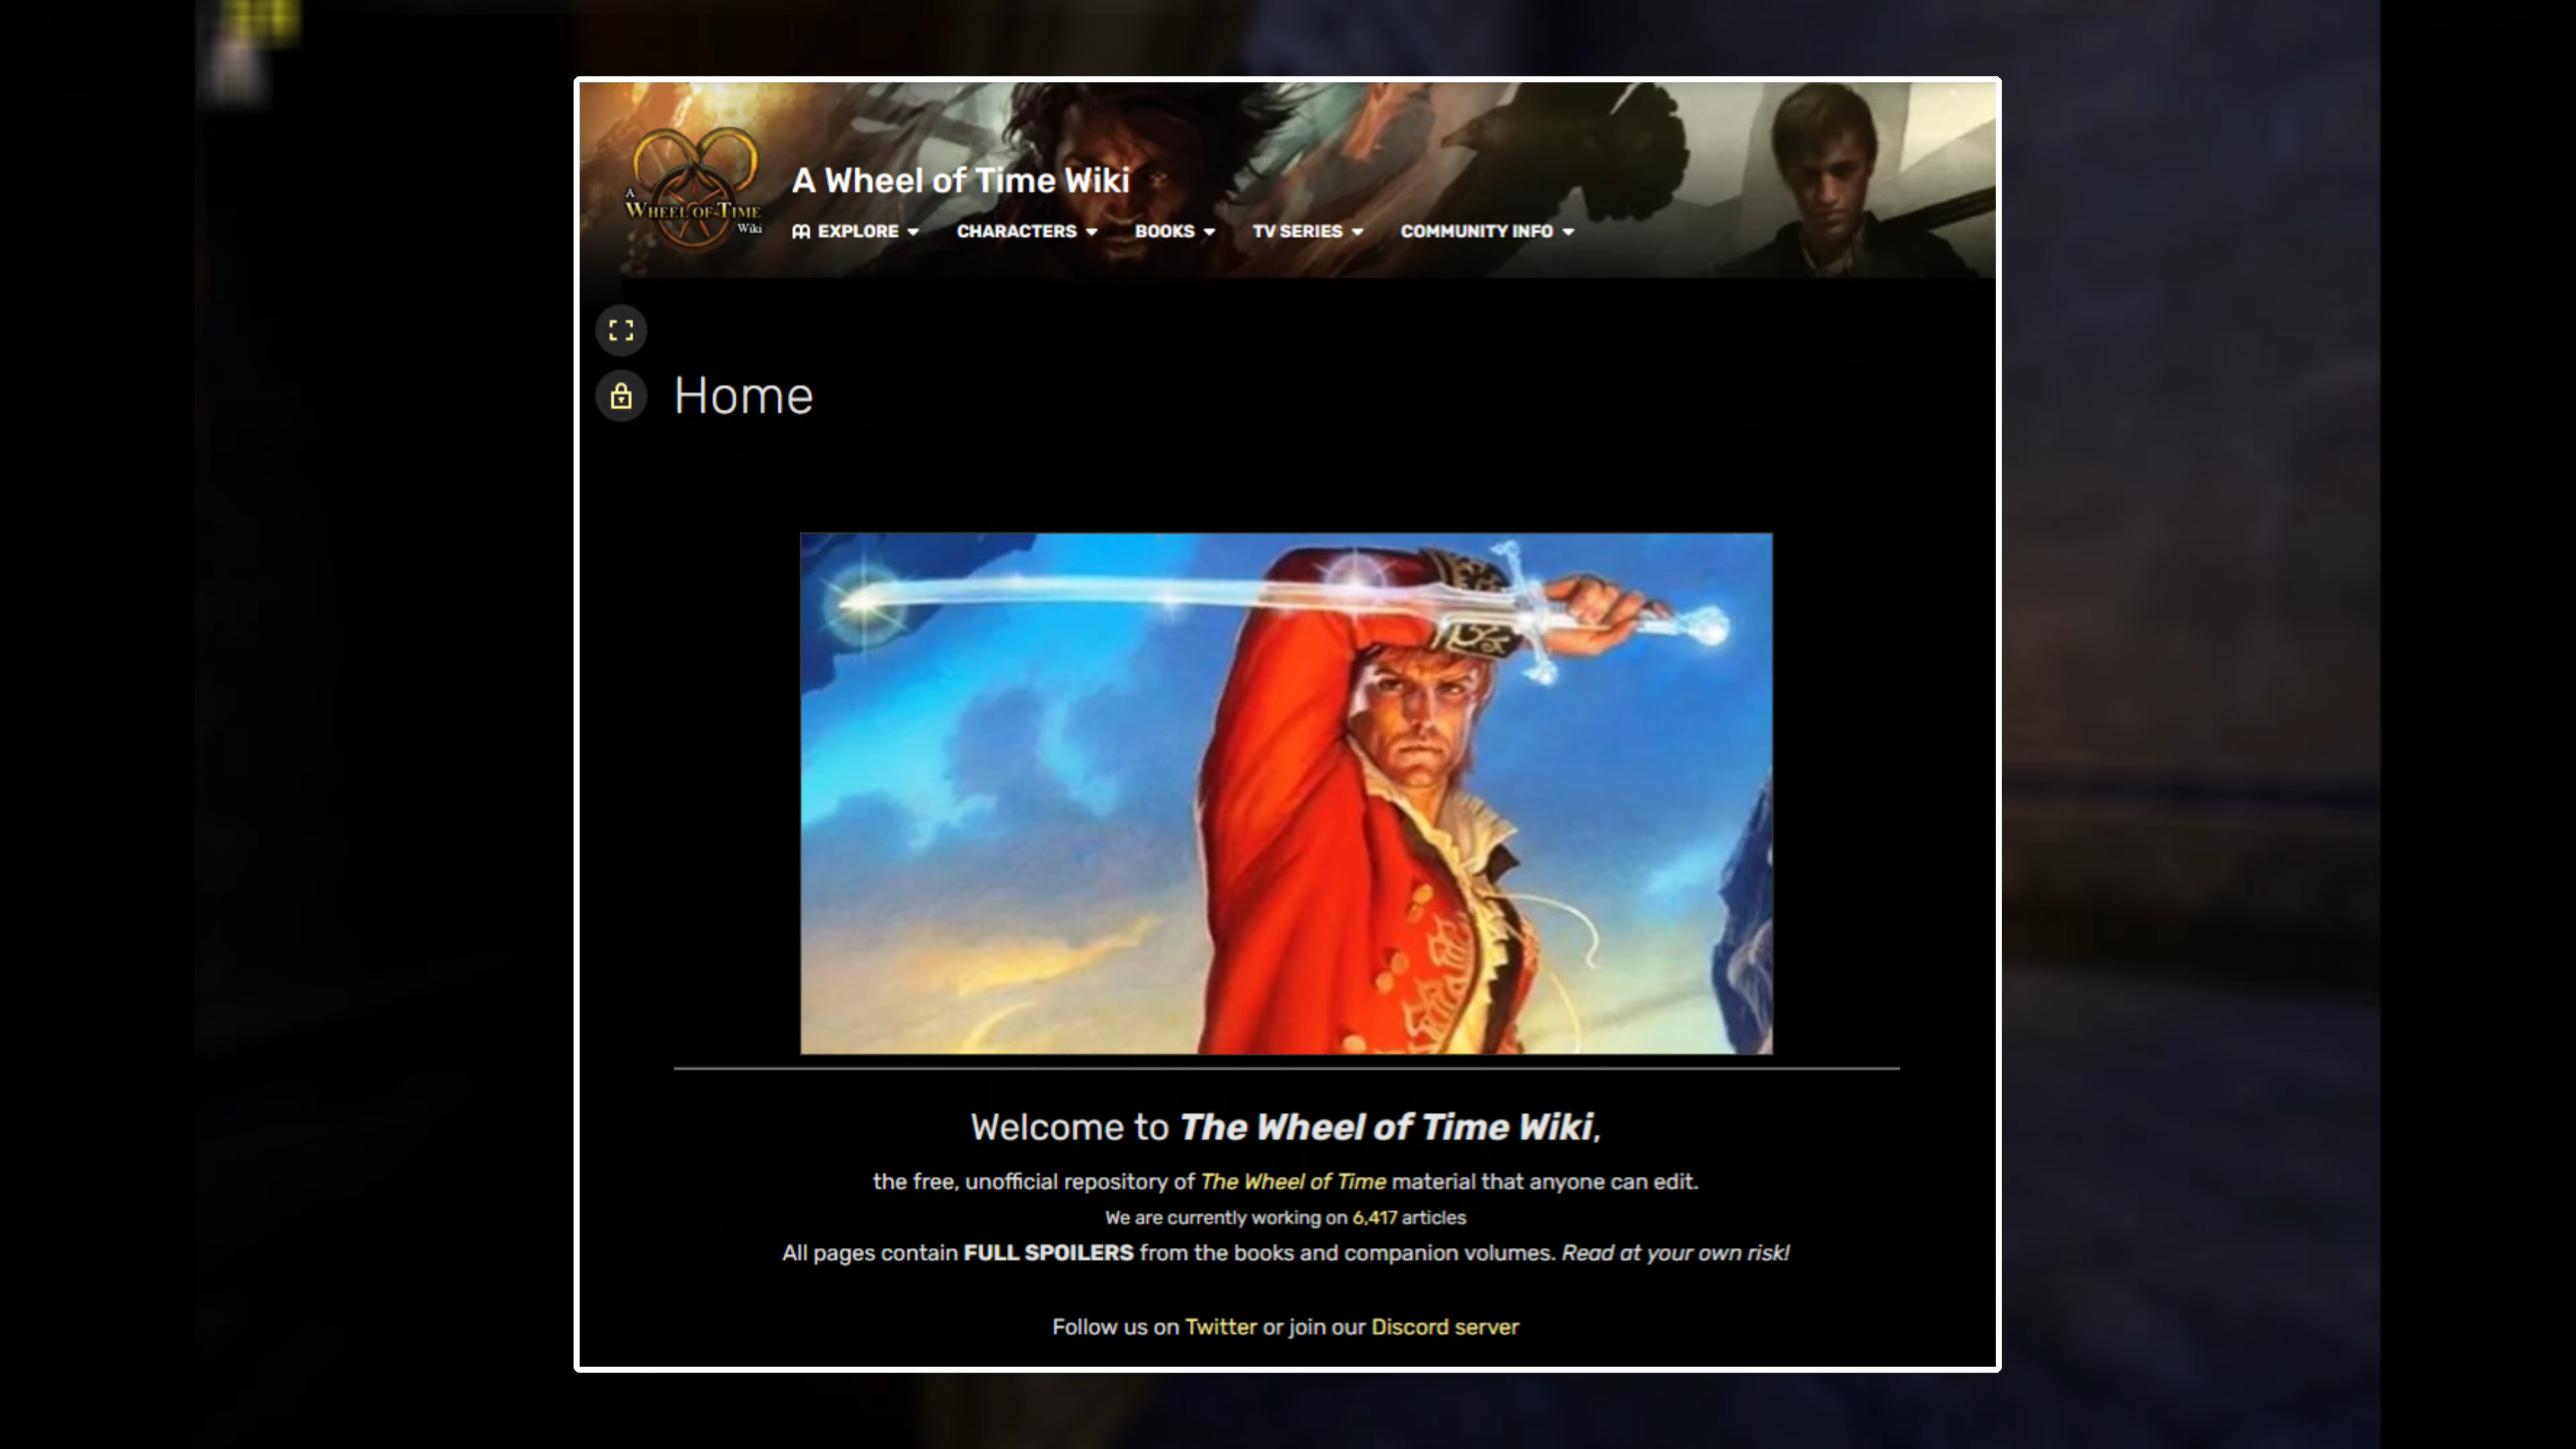 A
WHEEL OF TIME
Wiki
A Wheel of Time Wiki
EXPLORE CHARACTERS BOOKS TV SERIES COMMUNITY INFO
Home
Welcome to The Wheel of Time Wiki,
the free, unofficial repository of The Wheel of Time material that anyone can edit.
We are currently working on 6,417 articles
All pages contain FULL SPOILERS from the books and companion volumes. Read at your own risk!
Follow us on Twitter or join our Discord server